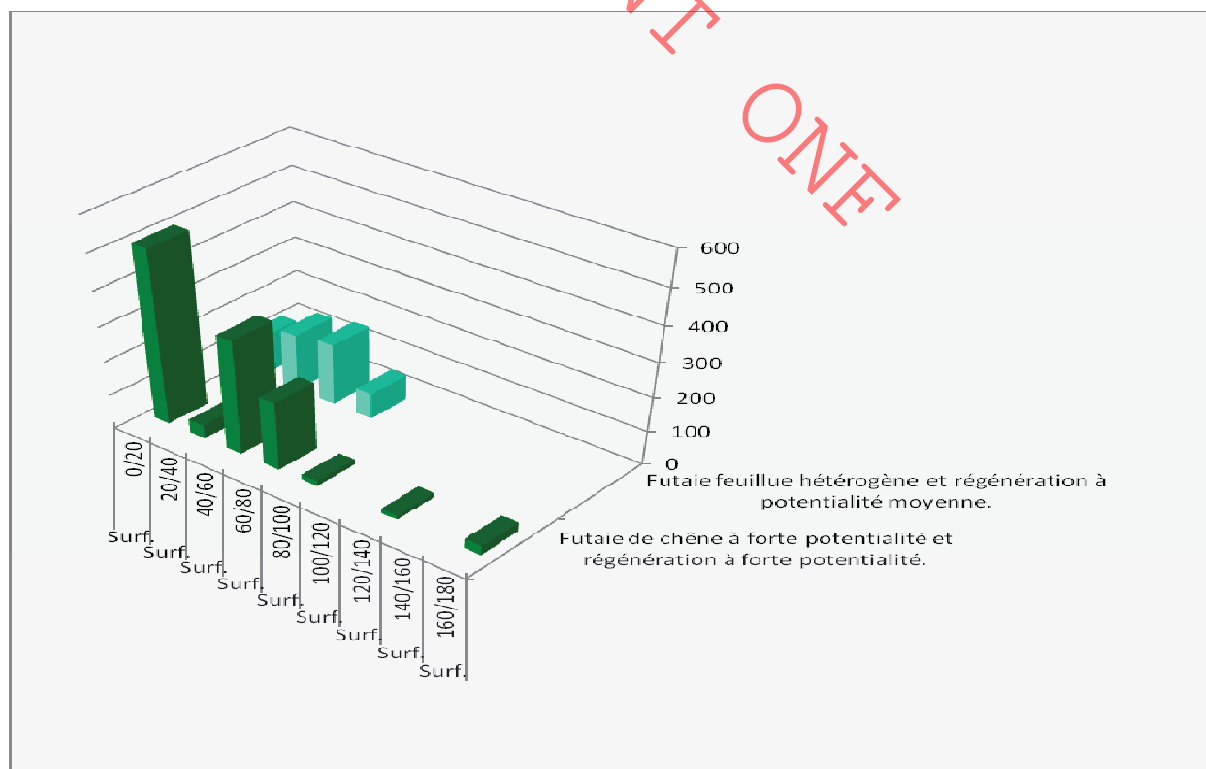 NT ONF
600
500
400
300
200
100
0
Futaie feuillue hétérogène et régénération à
potentialité moyenne.
Futaie de chêne à forte potentialité et
régénération à forte potentialité.
0/20
20/40
40/60
60/80
80/100
100/120
120/140
140/160
160/180
Surf.
Surf.
Surf.
Surf.
Surf.
Surf.
Surf.
Surf.
Surf.